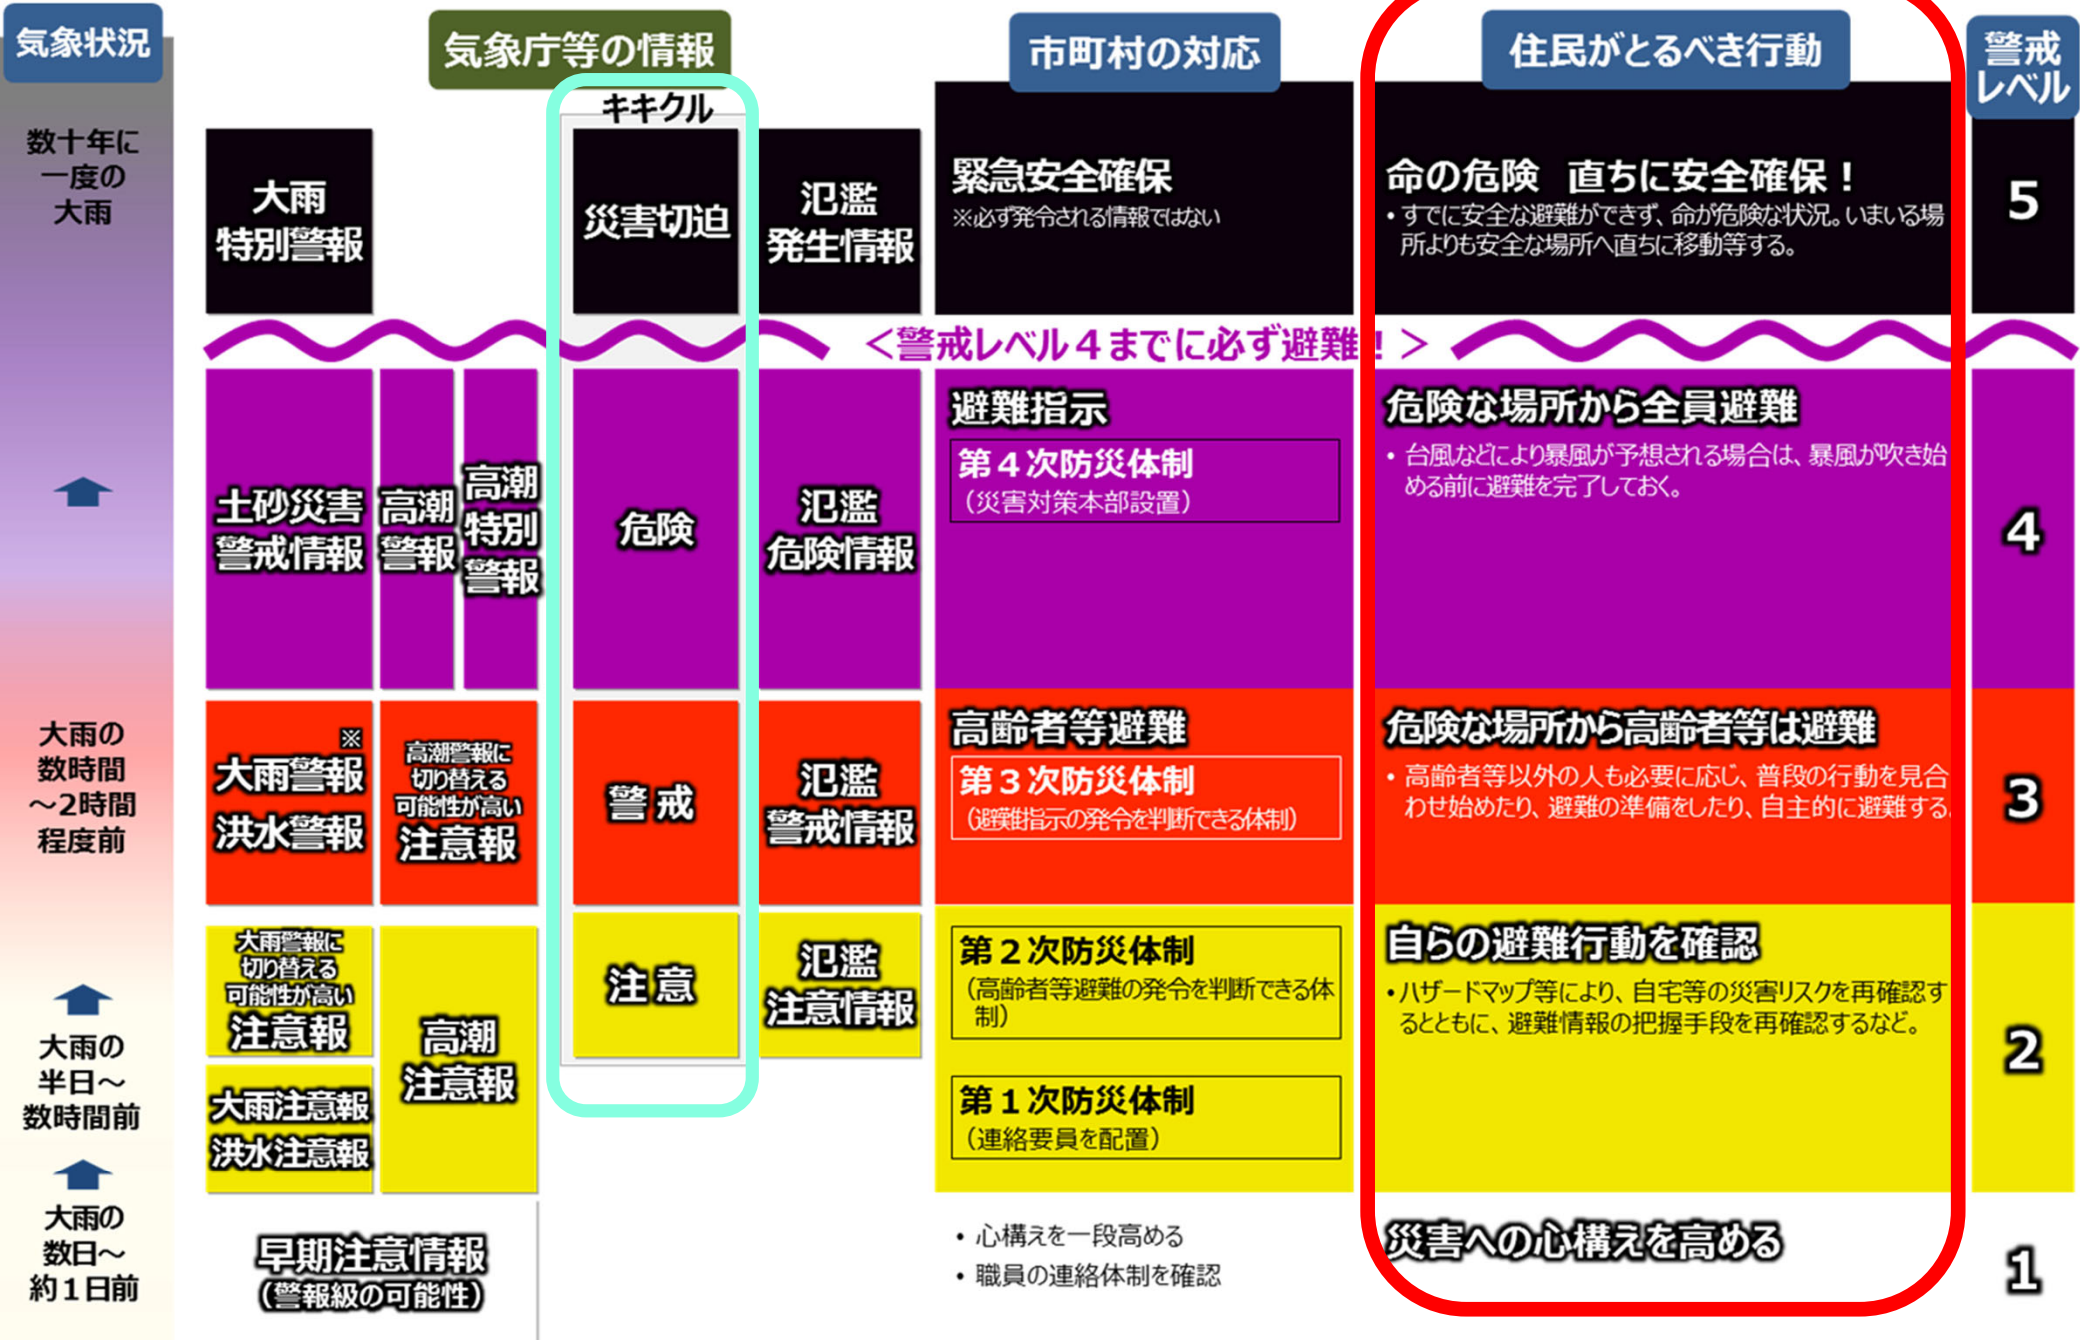 気象状況
気象庁等の情報
市町村の対応
住民がとるべき行動
警戒
レベル
キキクル
数十年に
一度の
大雨
大雨
特別警報
災害切迫
氾濫
発生情報
緊急安全確保
※必ず発令される情報ではない
命の危険 直ちに安全確保！
・すでに安全な避難ができず、命が危険な状況。いまいる場
所よりも安全な場所へ直ちに移動等する。
5
＜警戒レベル４までに必ず避難！＞
土砂災害
警戒情報
高潮
警報
高潮
特別
警報
危険
氾濫
危険情報
避難指示
第４次防災体制
（災害対策本部設置）
危険な場所から全員避難
・台風などにより暴風が予想される場合は、暴風が吹き始
める前に避難を完了しておく。
4
大雨の
数時間
～2時間
程度前
※
大雨警報
洪水警報
高潮警報に
切り替える
可能性が高い
注意報
警戒
氾濫
警戒情報
高齢者等避難
第３次防災体制
（避難指示の発令を判断できる体制）
危険な場所から高齢者等は避難
・高齢者等以外の人も必要に応じ、普段の行動を見合
わせ始めたり、避難の準備をしたり、自主的に避難する。
3
大雨の
半日～
数時間前
大雨警報に
切り替える
可能性が高い
注意報
大雨注意報
洪水注意報
高潮
注意報
注意
氾濫
注意情報
第２次防災体制
（高齢者等避難の発令を判断できる体
制）
第１次防災体制
（連絡要員を配置）
自らの避難行動を確認
・ハザードマップ等により、自宅等の災害リスクを再確認す
るとともに、避難情報の把握手段を再確認するなど。
2
大雨の
数日～
約１日前
早期注意情報
（警報級の可能性）
・心構えを一段高める
・職員の連絡体制を確認
災害への心構えを高める
1